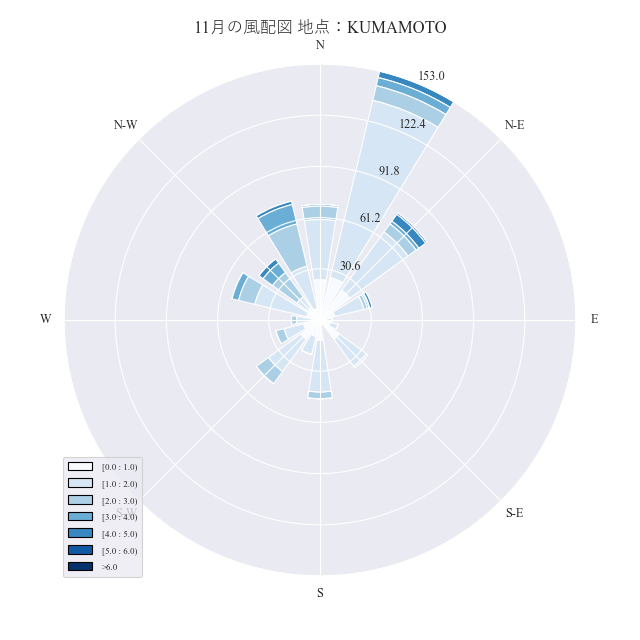 11月の風配図 地点：KUMAMOTO
N
153.0
N-W
N-E
122.4
91.8
61.2
30.6
W
E
[0.0 : 1.0)
[1.0 : 2.0)
[2.0 : 3.0)
S-W
S-E
[3.0 : 4.0)
[4.0 : 5.0)
[5.0 : 6.0)
>6.0
S